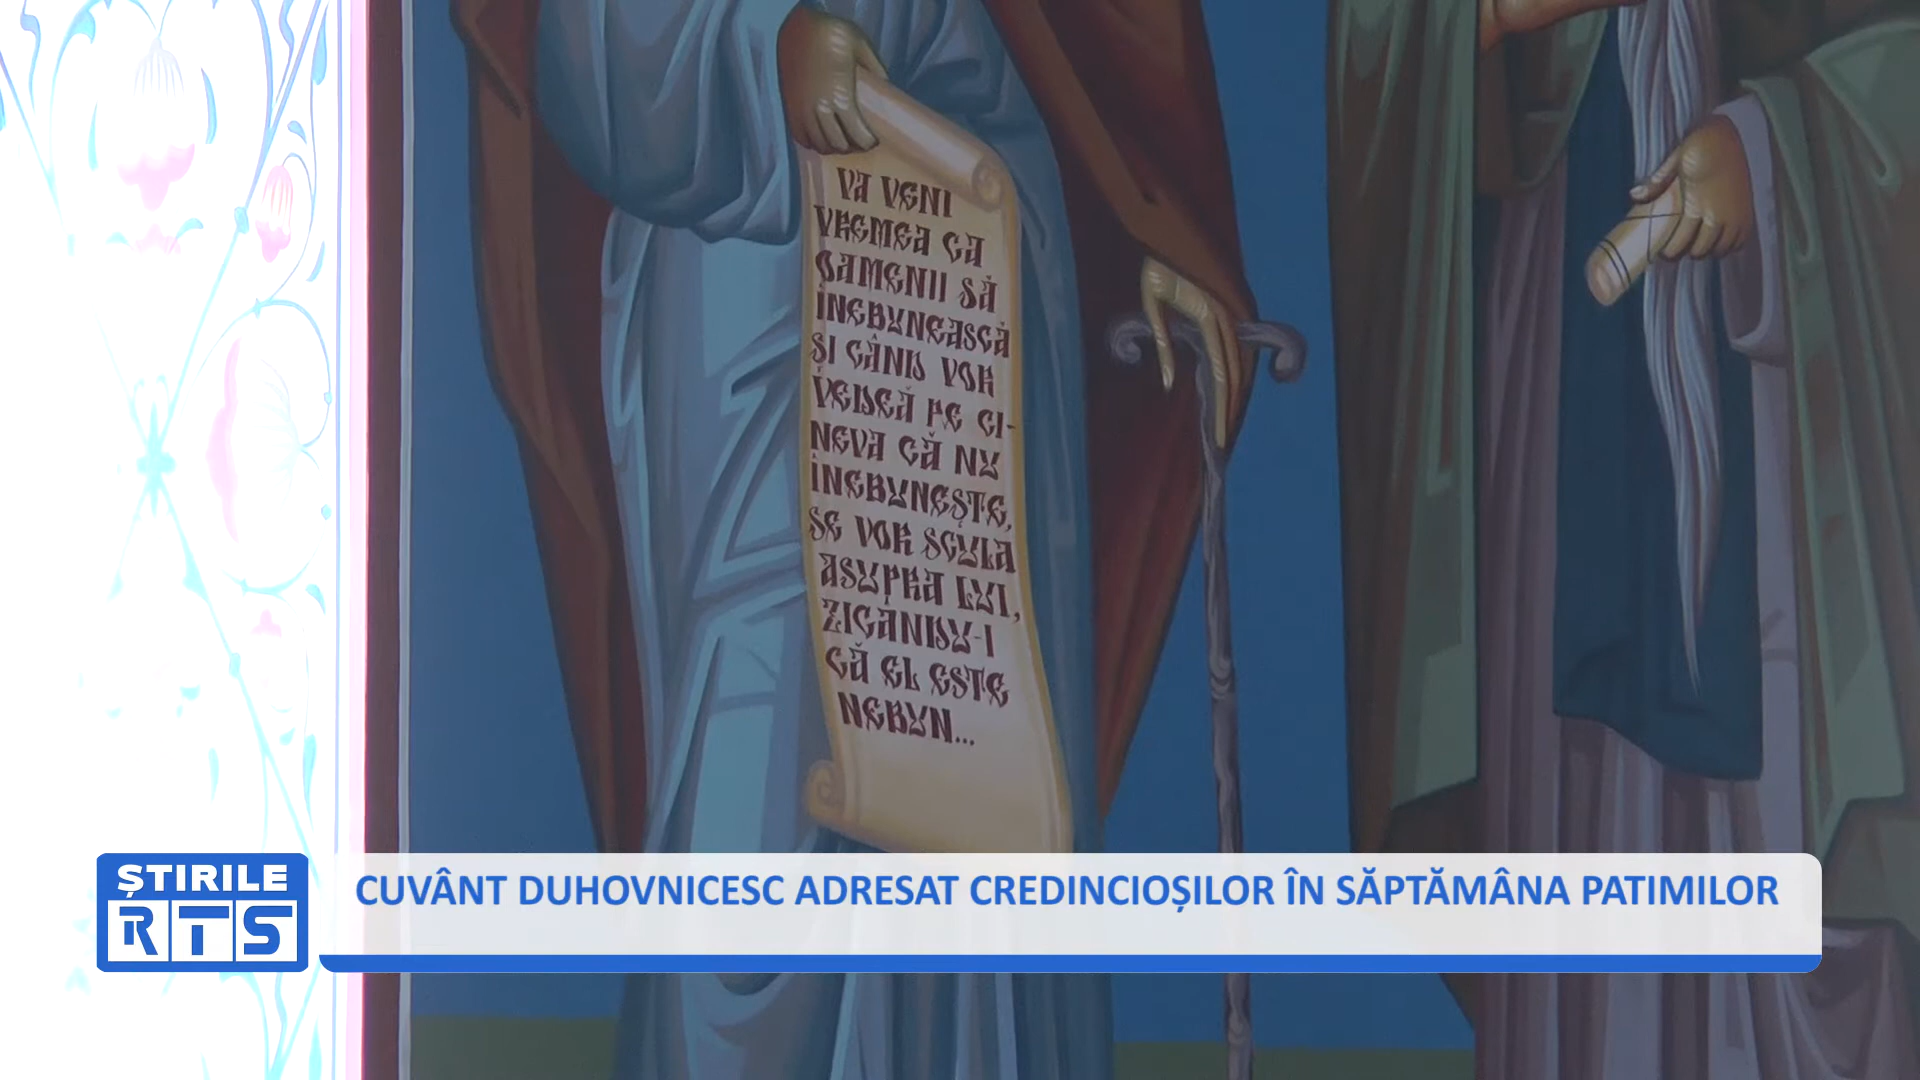 VA VENI
VREMEA CA
OAMENII SĂ
ÎNEBUNEASCĂ
ȘI CÂND VOR
VEDEA PE CI-
NEVA CĂ NU
ÎNEBUNEȘTE,
SE VOR SCULA
ASUPRA LUI,
ZICÂNDU-I
CĂ EL ESTE
NEBUN...
ȘTIRILE
RTS
CUVÂNT DUHOVNICESC ADRESAT CREDINCIOȘILOR ÎN SĂPTĂMÂNA PATIMILOR